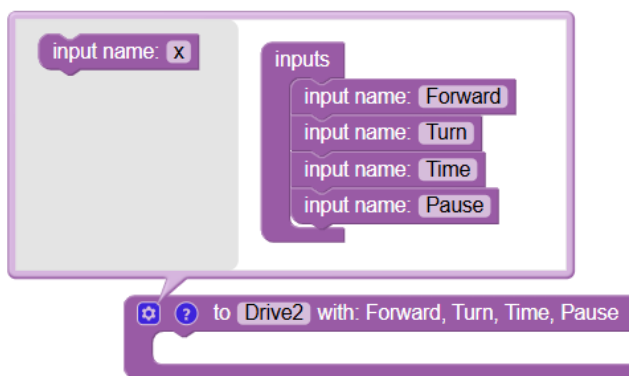 input name: x
inputs
input name: Forward
input name: Turn
input name: Time
input name: Pause
? to Drive2 with: Forward, Turn, Time, Pause